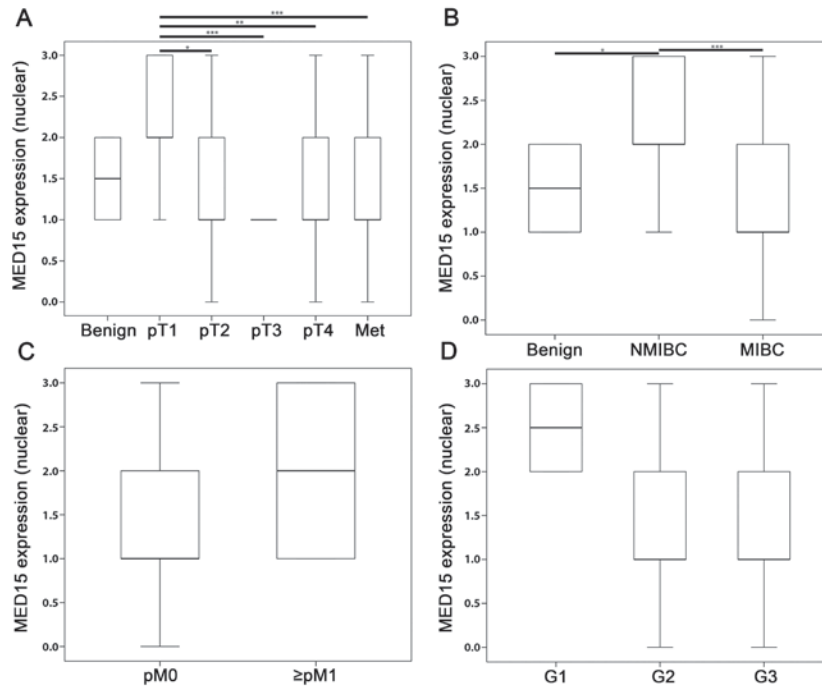 A
MED15 expression (nuclear)
3.0
2.5
2.0
1.5
1.0
0.5
0.0
***
**
***
*
Benign pT1 pT2 pT3 pT4 Met
B
MED15 expression (nuclear)
3.0
2.5
2.0
1.5
1.0
0.5
0.0
* ***
Benign NMIBC MIBC
C
MED15 expression (nuclear)
3.0
2.5
2.0
1.5
1.0
0.5
0.0
pM0 ≥pM1
D
MED15 expression (nuclear)
3.0
2.5
2.0
1.5
1.0
0.5
0.0
G1 G2 G3